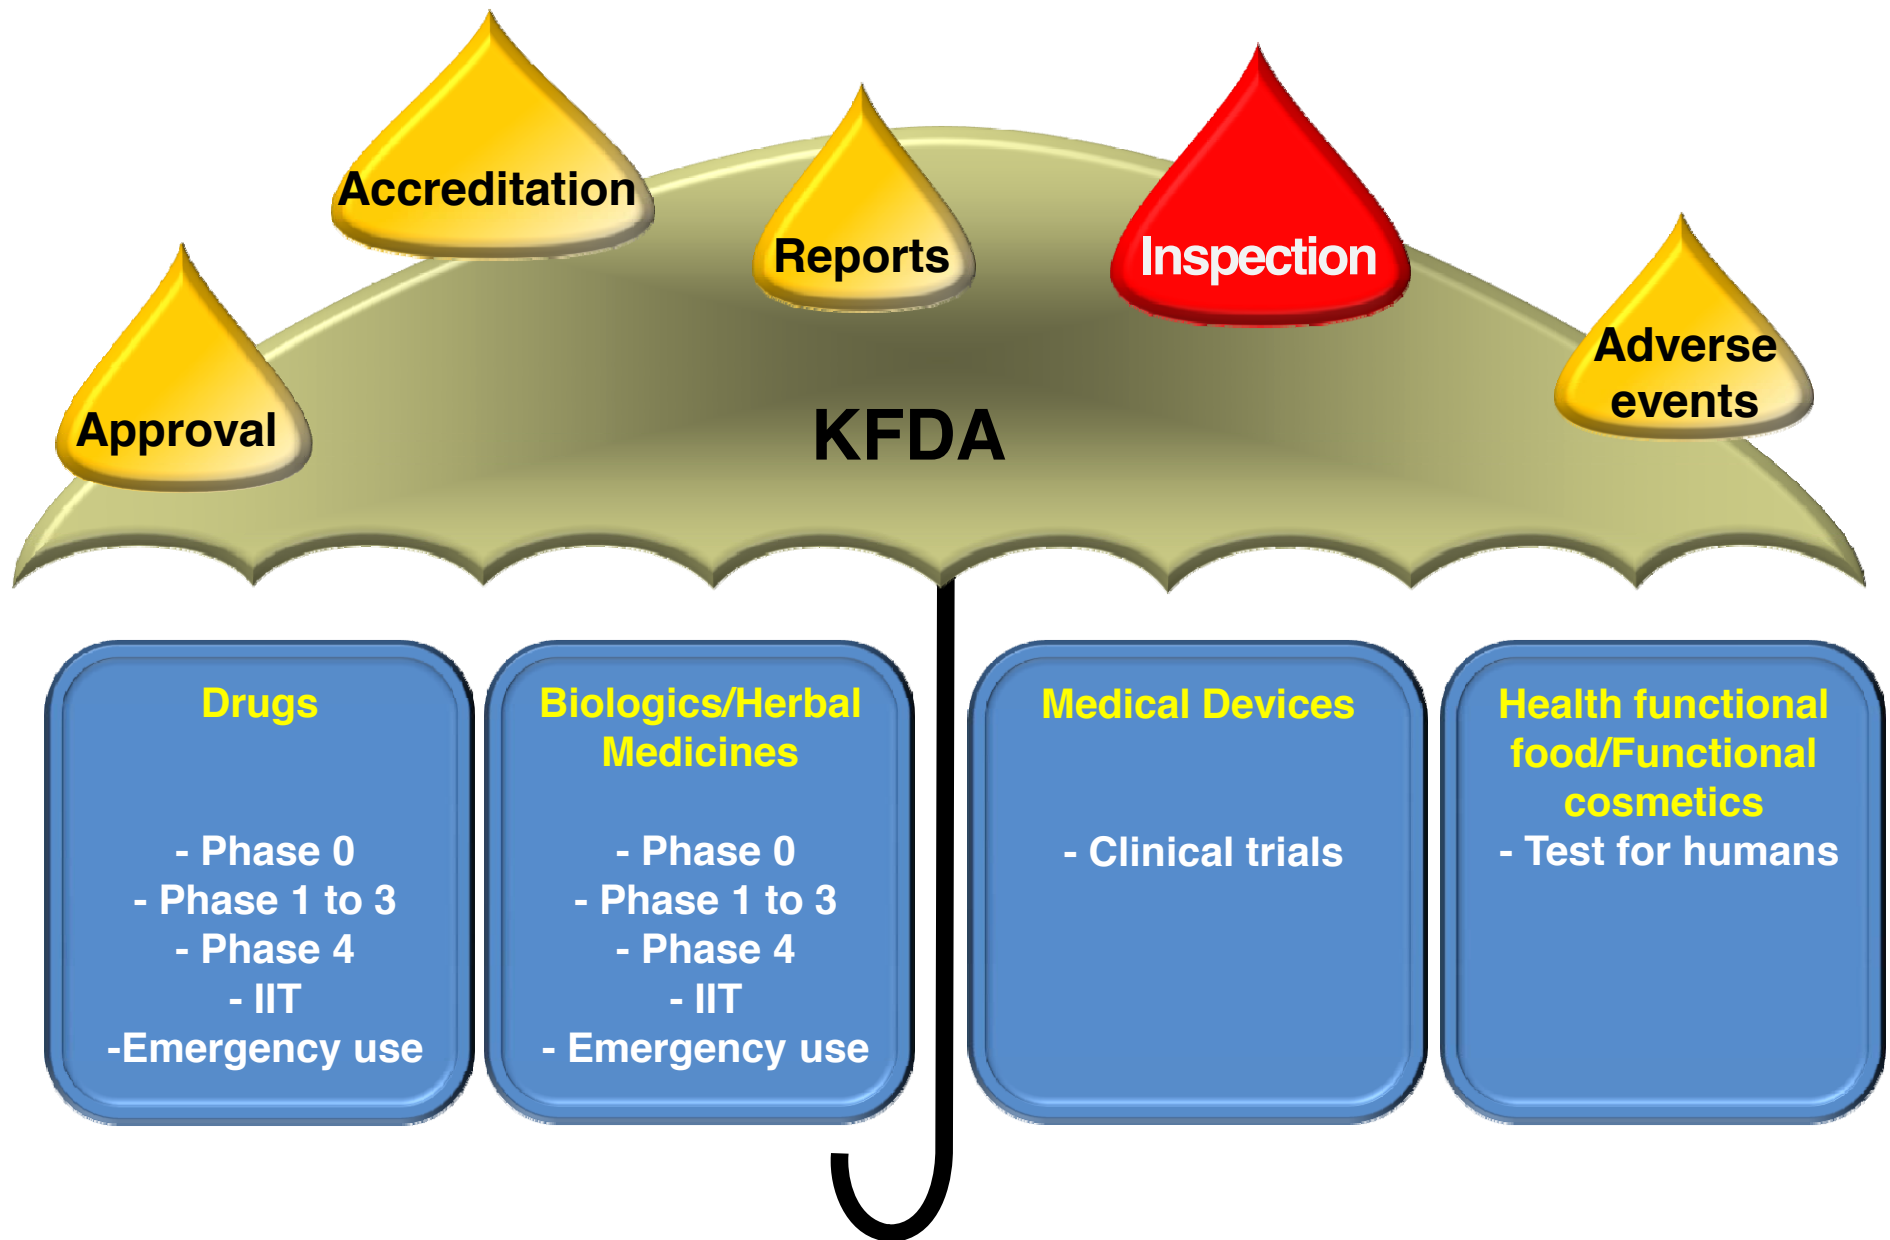 Accreditation
Reports
Inspection
Approval
Adverse
events
KFDA
Drugs
- Phase 0
- Phase 1 to 3
- Phase 4
- IIT
-Emergency use
Biologics/Herbal
Medicines
- Phase 0
- Phase 1 to 3
- Phase 4
- IIT
- Emergency use
Medical Devices
- Clinical trials
Health functional
food/Functional
cosmetics
- Test for humans